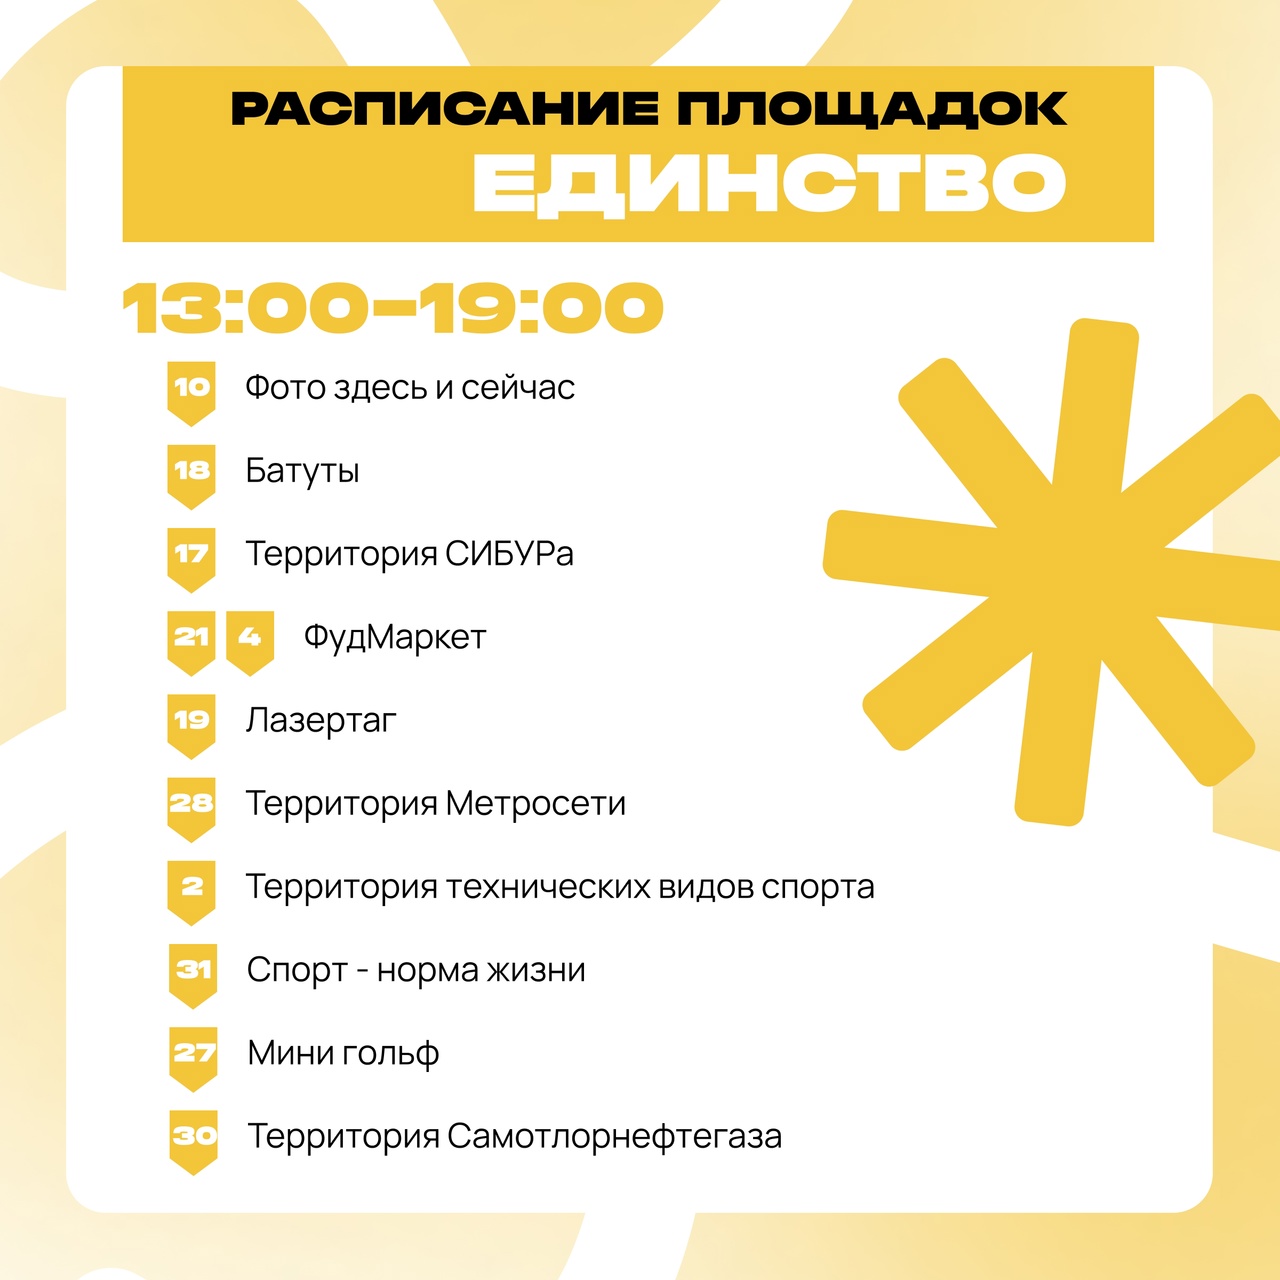 РАСПИСАНИЕ ПЛОЩАДОК
ЕДИНСТВО
13:00–19:00
10 Фото здесь и сейчас
18 Батуты
17 Территория СИБУРа
21 4 ФудМаркет
19 Лазертаг
28 Территория Метросети
2 Территория технических видов спорта
31 Спорт - норма жизни
27 Мини гольф
30 Территория Самотлорнефтегаза